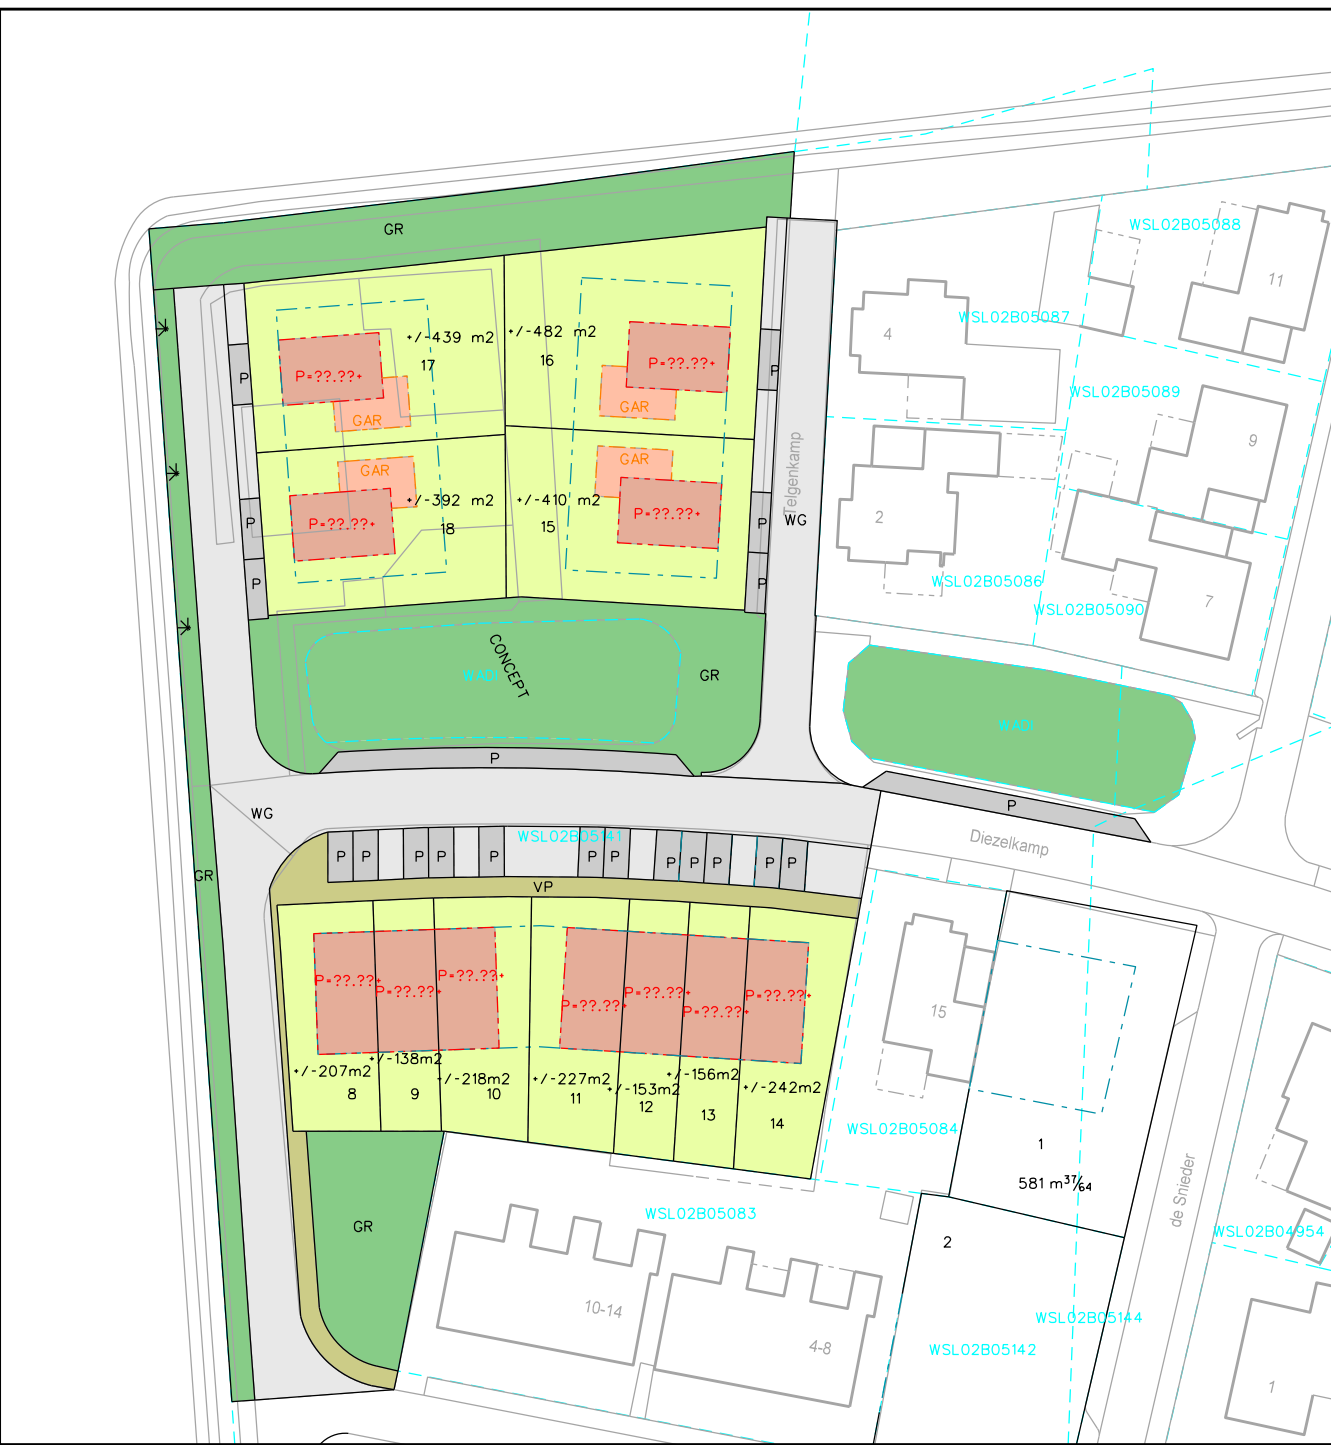 GR
WSL02B05088
11
WSL02B05087
4
+/-439 m2
17
+/-482 m2
16
P=??.??+
P=??.??+
P
P
GAR
GAR
WSL02B05089
9
Telgenkamp
GAR
GAR
+/-392 m2
18
+/-410 m2
15
P=??.??+
P=??.??+
P
P
WG
2
P
P
WSL02B05086
WSL02B05090
7
CONCEPT
WADI
GR
WADI
P
P
WG
WSL02B05141
Diezelkamp
P
P
P
P
P
P
P
P
P
P
P
P
GR
VP
P=??.??+
P=??.??+
P=??.??+
P=??.??+
P=??.??+
P=??.??+
P=??.??+
15
+/-207m2
8
+/-138m2
9
+/-218m2
10
+/-227m2
11
+/-153m2
12
+/-156m2
13
+/-242m2
14
WSL02B05084
1
581 m³⁷/₆₄
de Snieder
GR
WSL02B05083
2
WSL02B04954
10-14
4-8
WSL02B05144
WSL02B05142
1